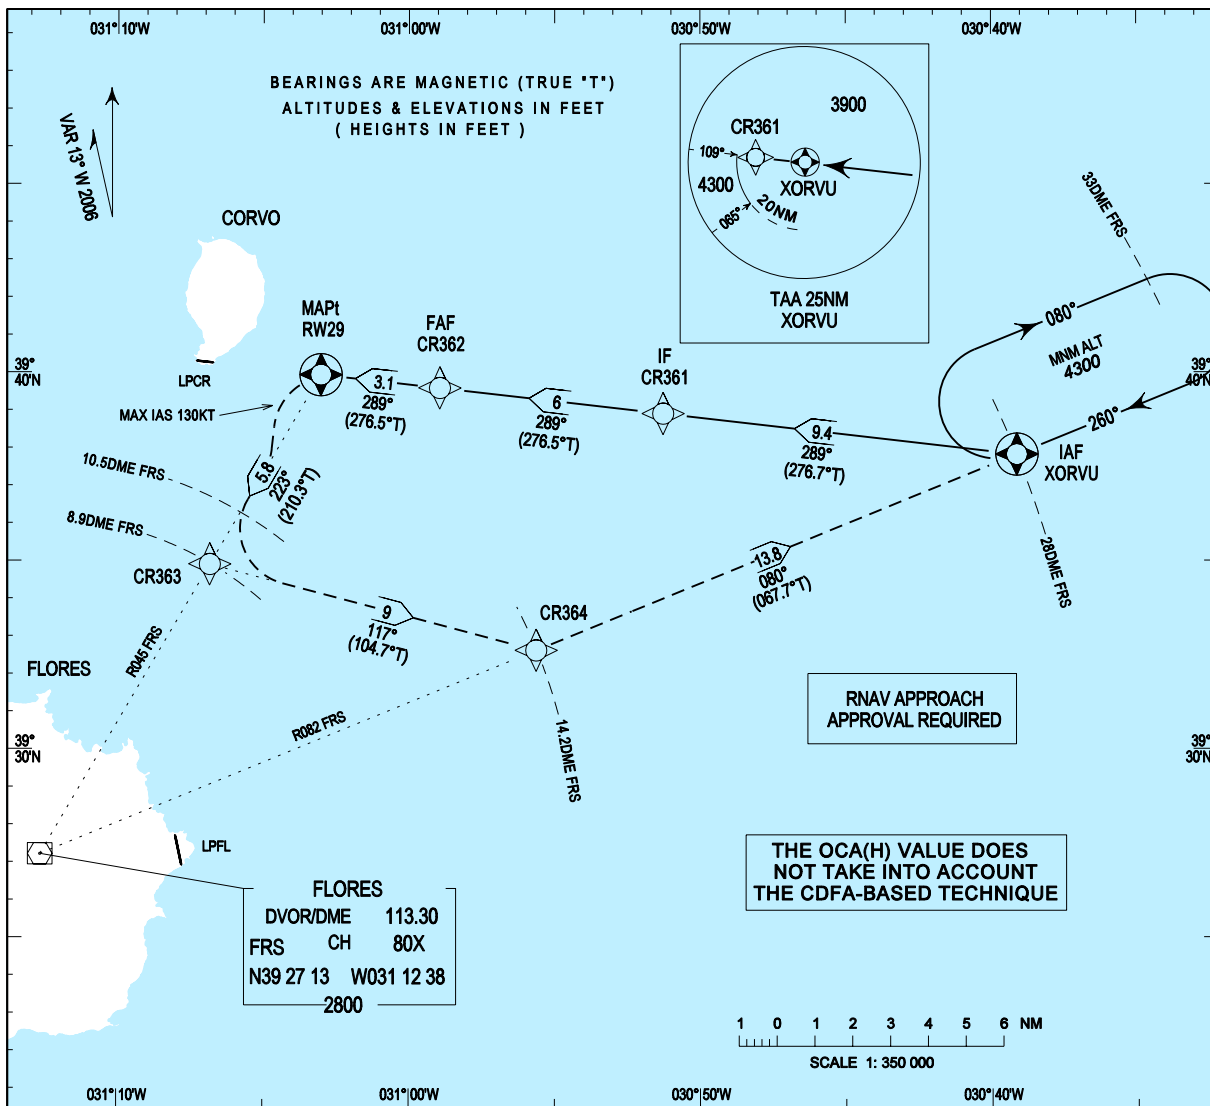 031°10'W
031°00'W
030°50'W
030°40'W
BEARINGS ARE MAGNETIC (TRUE "T")
ALTITUDES & ELEVATIONS IN FEET
( HEIGHTS IN FEET )
VAR 13° W 2006
3900
CR361
109°
4300
XORVU
065°
20NM
TAA 25NM
XORVU
33DME FRS
080°
MNM ALT
4300
260°
CORVO
LPCR
MAPt
RW29
FAF
CR362
IF
CR361
IAF
XORVU
39°
40'N
39°
40'N
3.1
289°
(276.5°T)
6
289°
(276.5°T)
9.4
289°
(276.7°T)
MAX IAS 130KT
5.8
223°
(210.3°T)
10.5DME FRS
8.9DME FRS
CR363
28DME FRS
13.8
080°
(067.7°T)
9
117°
(104.7°T)
CR364
R045 FRS
FLORES
R082 FRS
14.2DME FRS
RNAV APPROACH
APPROVAL REQUIRED
39°
30'N
39°
30'N
LPFL
THE OCA(H) VALUE DOES
NOT TAKE INTO ACCOUNT
THE CDFA-BASED TECHNIQUE
FLORES
DVOR/DME 113.30
FRS CH 80X
N39 27 13 W031 12 38
2800
1 0 1 2 3 4 5 6 NM
SCALE 1: 350 000
031°10'W
031°00'W
030°50'W
030°40'W